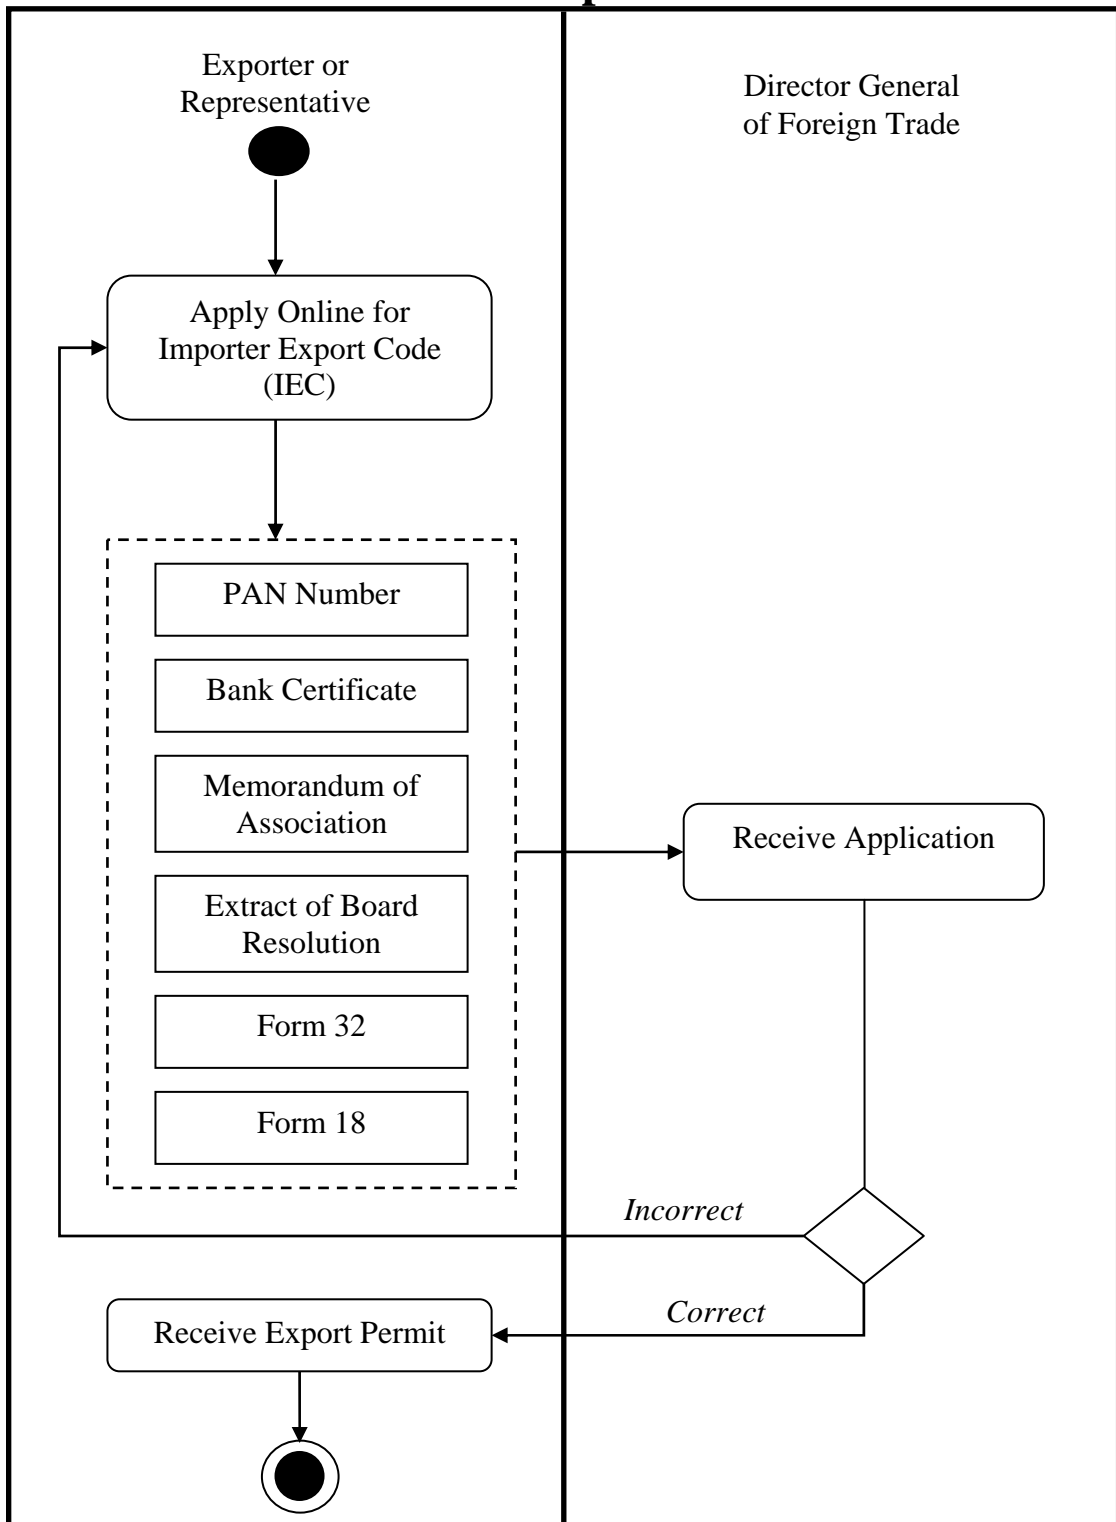 Exporter or
Representative
Director General
of Foreign Trade
Apply Online for
Importer Export Code
(IEC)
PAN Number
Bank Certificate
Memorandum of
Association
Receive Application
Extract of Board
Resolution
Form 32
Form 18
Incorrect
Correct
Receive Export Permit